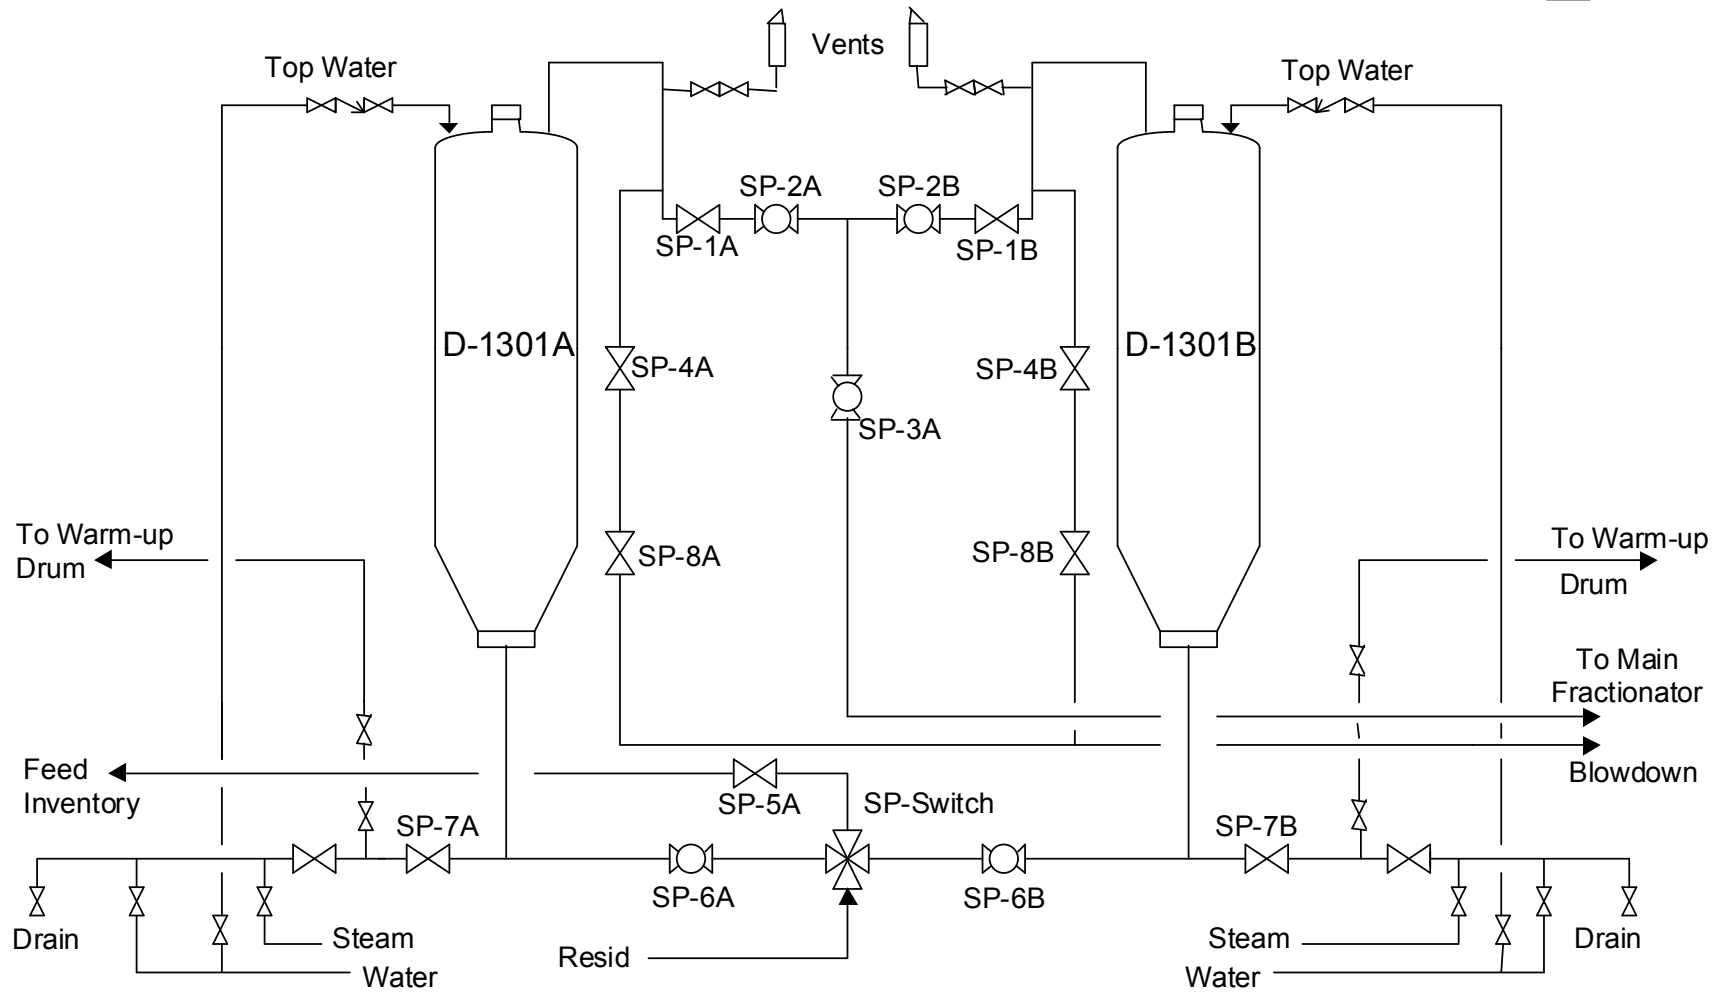 Vents
Top Water
Top Water
SP-2A
SP-2B
SP-1A
SP-1B
D-1301A
D-1301B
SP-4A
SP-4B
SP-3A
To Warm-up
Drum
SP-8A
SP-8B
To Warm-up
Drum
To Main
Fractionator
Feed
Inventory
Blowdown
SP-5A
SP-Switch
SP-7A
SP-7B
SP-6A
SP-6B
Drain
Steam
Water
Resid
Steam
Water
Drain